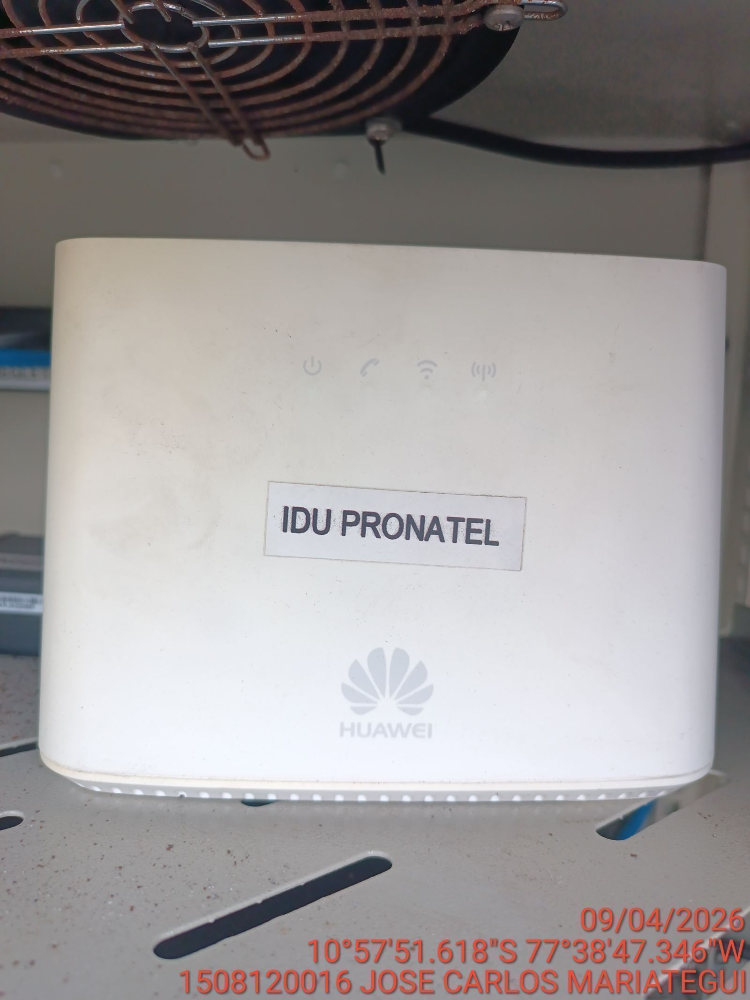 IDU PRONATEL
HUAWEI
09/04/2026
10°57'51.618"S 77°38'47.346"W
1508120016 JOSE CARLOS MARIATEGUI